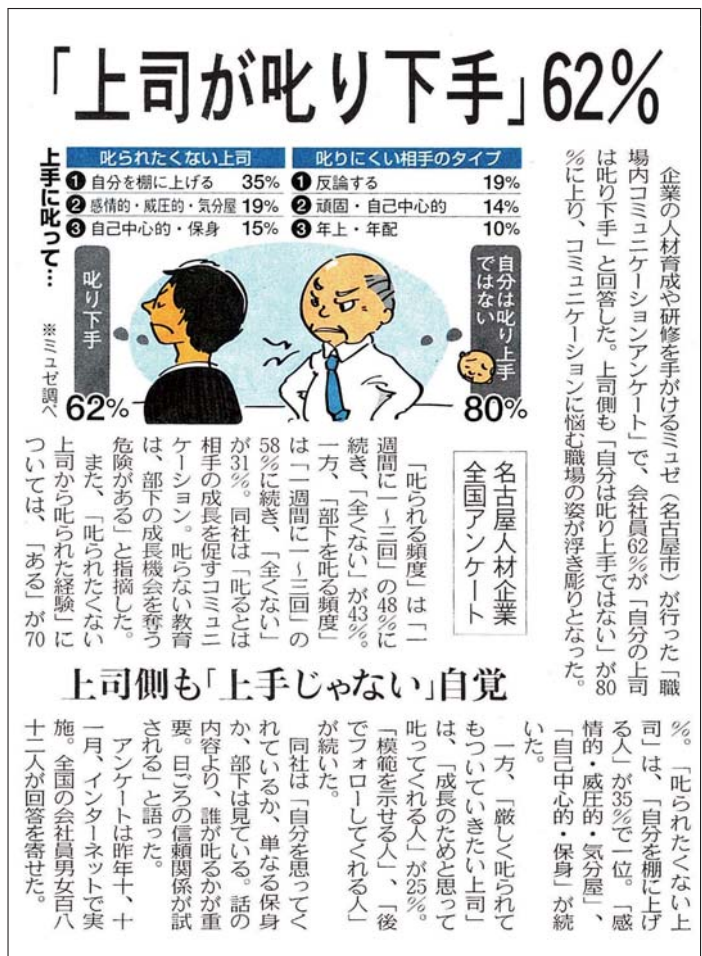 「上司が叱り下手」62%
企業の人材育成や研修を手がけるミュゼ（名古屋市）が行った「職
場内コミュニケーションアンケート」で、会社員62%が「自分の上司
は叱り下手」と回答した。上司側も「自分は叱り上手ではない」が80
%に上り、コミュニケーションに悩む職場の姿が浮き彫りとなった。
上手に叱って…
※ミュゼ調べ
叱られたくない上司
❶ 自分を棚に上げる 35%
❷ 感情的・威圧的・気分屋 19%
❸ 自己中心的・保身 15%
叱りにくい相手のタイプ
❶ 反論する 19%
❷ 頑固・自己中心的 14%
❸ 年上・年配 10%
叱り下手
62%
自分は叱り上手
ではない
80%
名古屋人材企業
全国アンケート
「叱られる頻度」は「一
週間に一〜三回」の48%に
続き、「全くない」が43%。
一方、「部下を叱る頻度」
は「一週間に一〜三回」の
58%に続き、「全くない」
が31%。同社は「叱るとは
相手の成長を促すコミュニ
ケーション。叱らない教育
は、部下の成長機会を奪う
危険がある」と指摘した。
また、「叱られたくない
上司から叱られた経験」に
ついては、「ある」が70
上司側も「上手じゃない」自覚
%。「叱られたくない上
司」は、「自分を棚に上げ
る人」が35%で一位。「感
情的・威圧的・気分屋」、
「自己中心的・保身」が続
いた。
一方、「厳しく叱られて
もついていきたい上司」
は、「成長のためと思って
叱ってくれる人」が25%。
「模範を示せる人」、「後
でフォローしてくれる人」
が続いた。
同社は「自分を思ってく
れているか、単なる保身
か、部下は見ている。話の
内容より、誰が叱るかが重
要。日ごろの信頼関係が試
される」と語った。
アンケートは昨年十、十
一月、インターネットで実
施。全国の会社員男女百八
十二人が回答を寄せた。